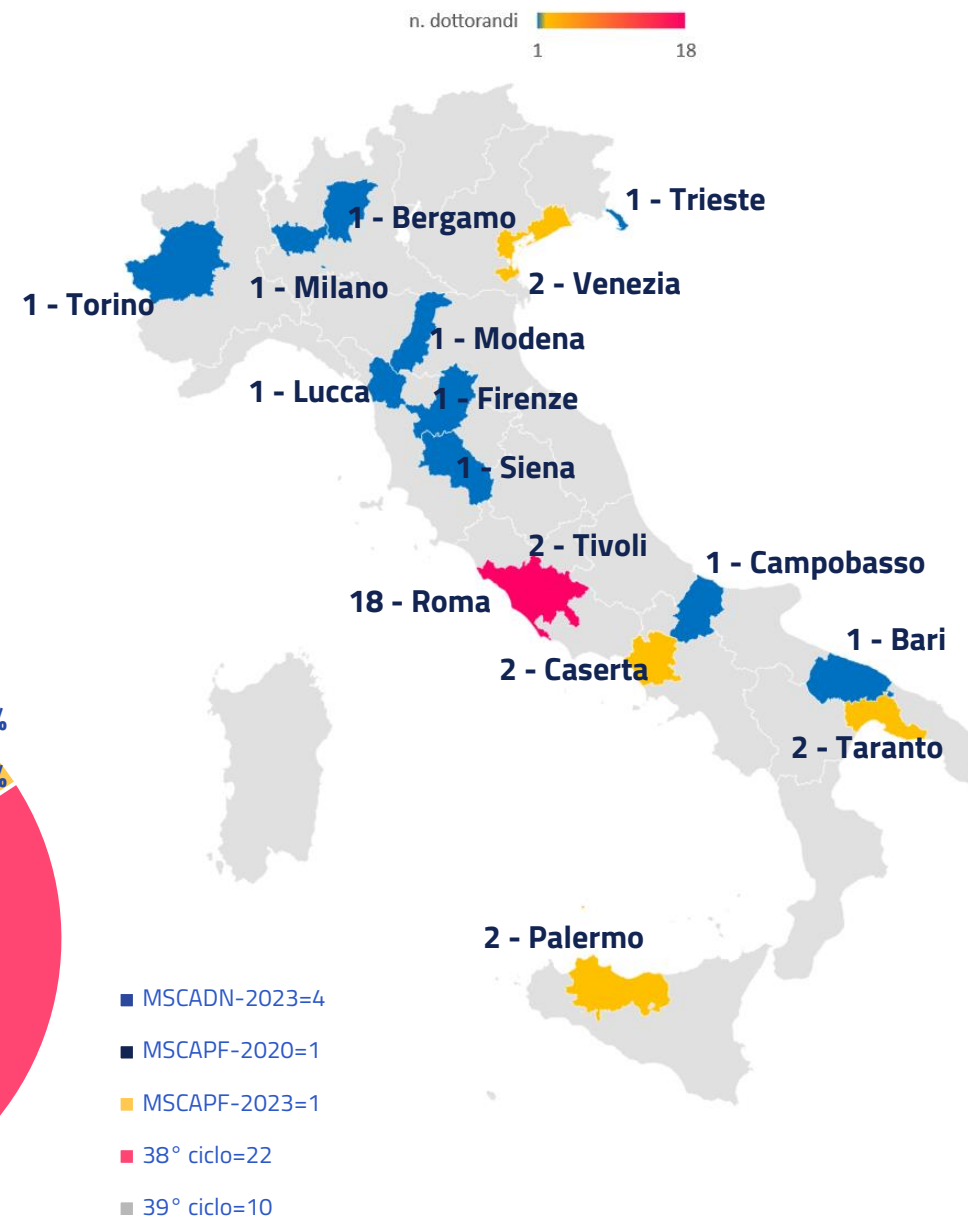 n. dottorandi
1
18
1 - Trieste
1 - Bergamo
2 - Venezia
1 - Milano
1 - Torino
1 - Modena
1 - Lucca
1 - Firenze
1 - Siena
2 - Tivoli
1 - Campobasso
18 - Roma
1 - Bari
2 - Caserta
%
2 - Taranto
%
2 - Palermo
MSCADN-2023=4
MSCAPF-2020=1
MSCAPF-2023=1
38° ciclo=22
39° ciclo=10